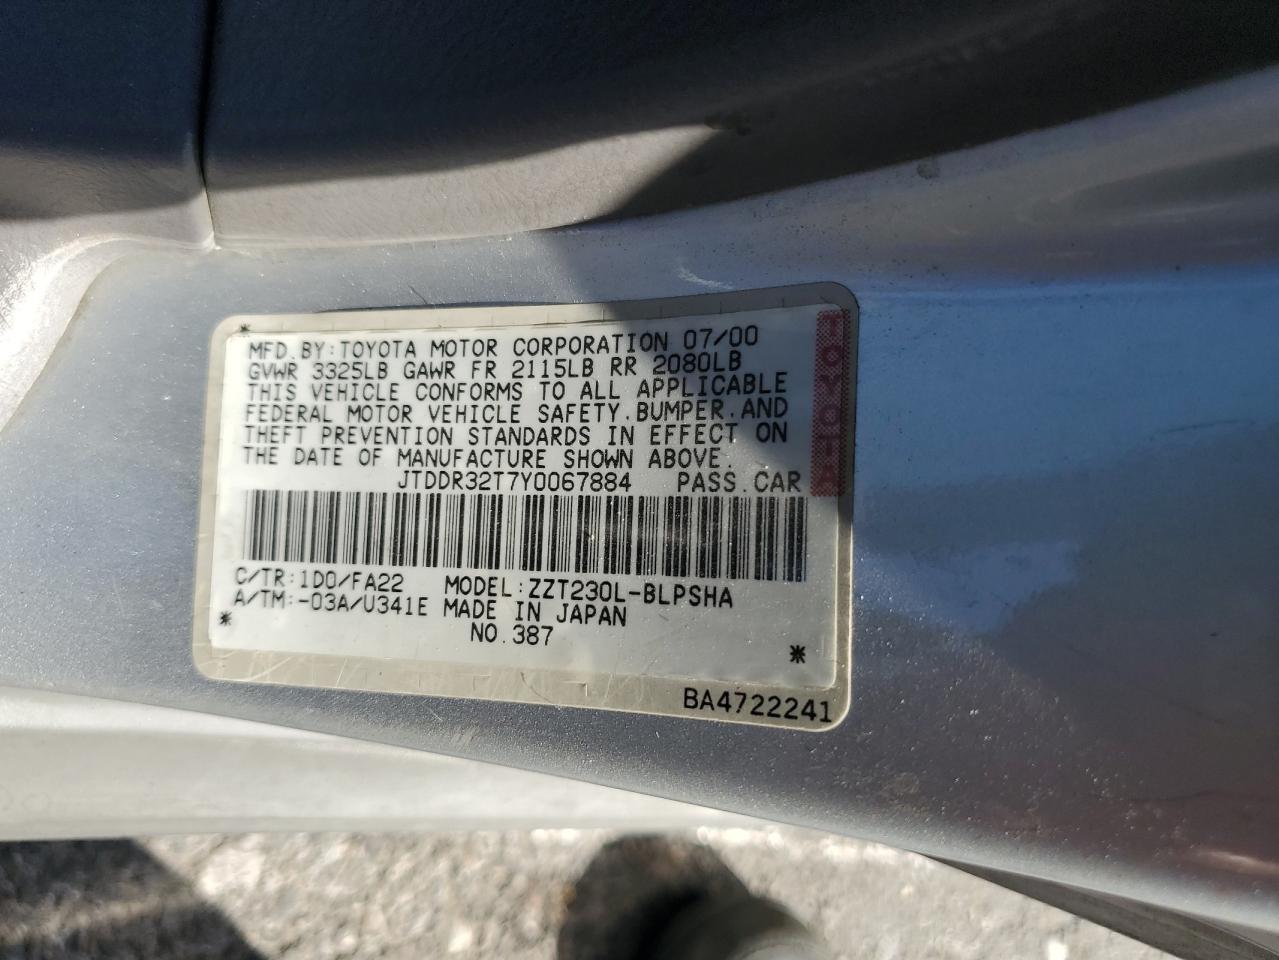 *
MFD.BY:TOYOTA MOTOR CORPORATION 07/00
GVWR 3325LB GAWR FR 2115LB RR 2080LB
THIS VEHICLE CONFORMS TO ALL APPLICABLE
FEDERAL MOTOR VEHICLE SAFETY,BUMPER,AND
THEFT PREVENTION STANDARDS IN EFFECT ON
THE DATE OF MANUFACTURE SHOWN ABOVE.
JTDDR32T7Y0067884 PASS.CAR
TOYOTA
C/TR:1D0/FA22 MODEL:ZZT230L-BLPSHA
A/TM:-03A/U341E MADE IN JAPAN
* NO.387 *
BA4722241